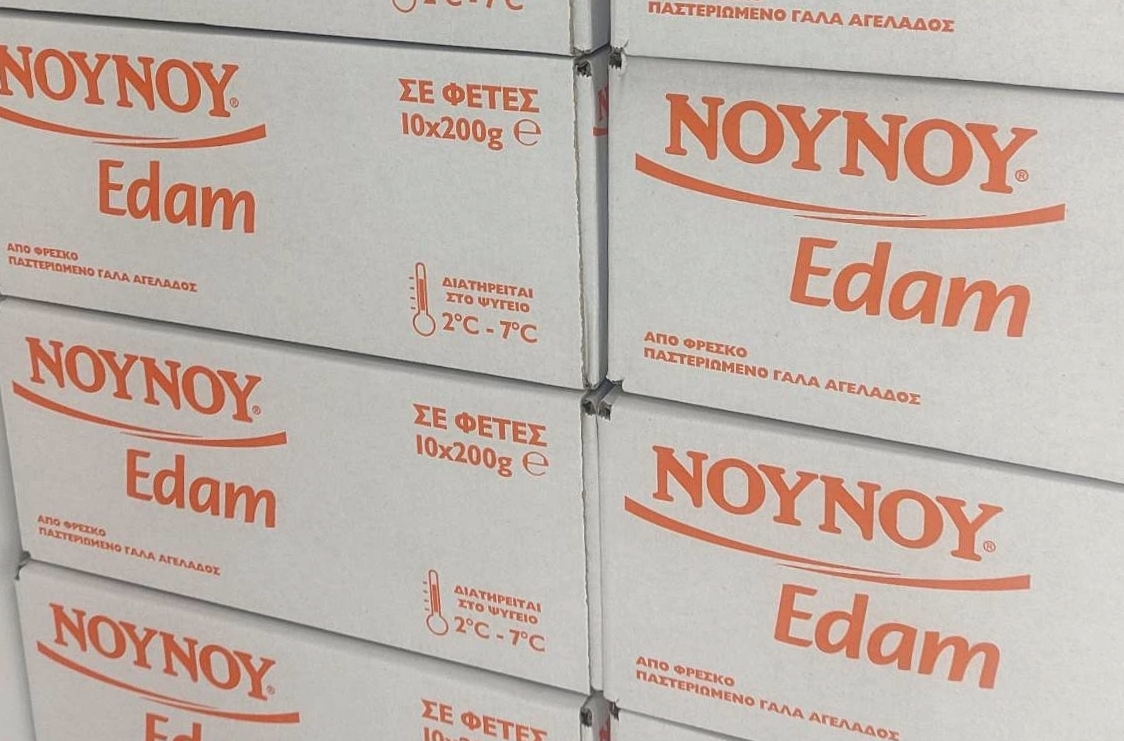 2°C - 7°C
ΠΑΣΤΕΡΙΩΜΕΝΟ ΓΑΛΑ ΑΓΕΛΑΔΟΣ
ΝΟΥΝΟΥ®
Edam
ΑΠΟ ΦΡΕΣΚΟ
ΠΑΣΤΕΡΙΩΜΕΝΟ ΓΑΛΑ ΑΓΕΛΑΔΟΣ
ΣΕ ΦΕΤΕΣ
10x200g ℮
ΔΙΑΤΗΡΕΙΤΑΙ
ΣΤΟ ΨΥΓΕΙΟ
2°C - 7°C
ΝΟΥΝΟΥ®
Edam
ΑΠΟ ΦΡΕΣΚΟ
ΠΑΣΤΕΡΙΩΜΕΝΟ ΓΑΛΑ ΑΓΕΛΑΔΟΣ
ΝΟΥΝΟΥ®
Edam
ΑΠΟ ΦΡΕΣΚΟ
ΠΑΣΤΕΡΙΩΜΕΝΟ ΓΑΛΑ ΑΓΕΛΑΔΟΣ
ΣΕ ΦΕΤΕΣ
10x200g ℮
ΔΙΑΤΗΡΕΙΤΑΙ
ΣΤΟ ΨΥΓΕΙΟ
2°C - 7°C
ΝΟΥΝΟΥ®
Edam
ΑΠΟ ΦΡΕΣΚΟ
ΠΑΣΤΕΡΙΩΜΕΝΟ ΓΑΛΑ ΑΓΕΛΑΔΟΣ
ΝΟΥΝΟΥ®
ΣΕ ΦΕΤΕΣ